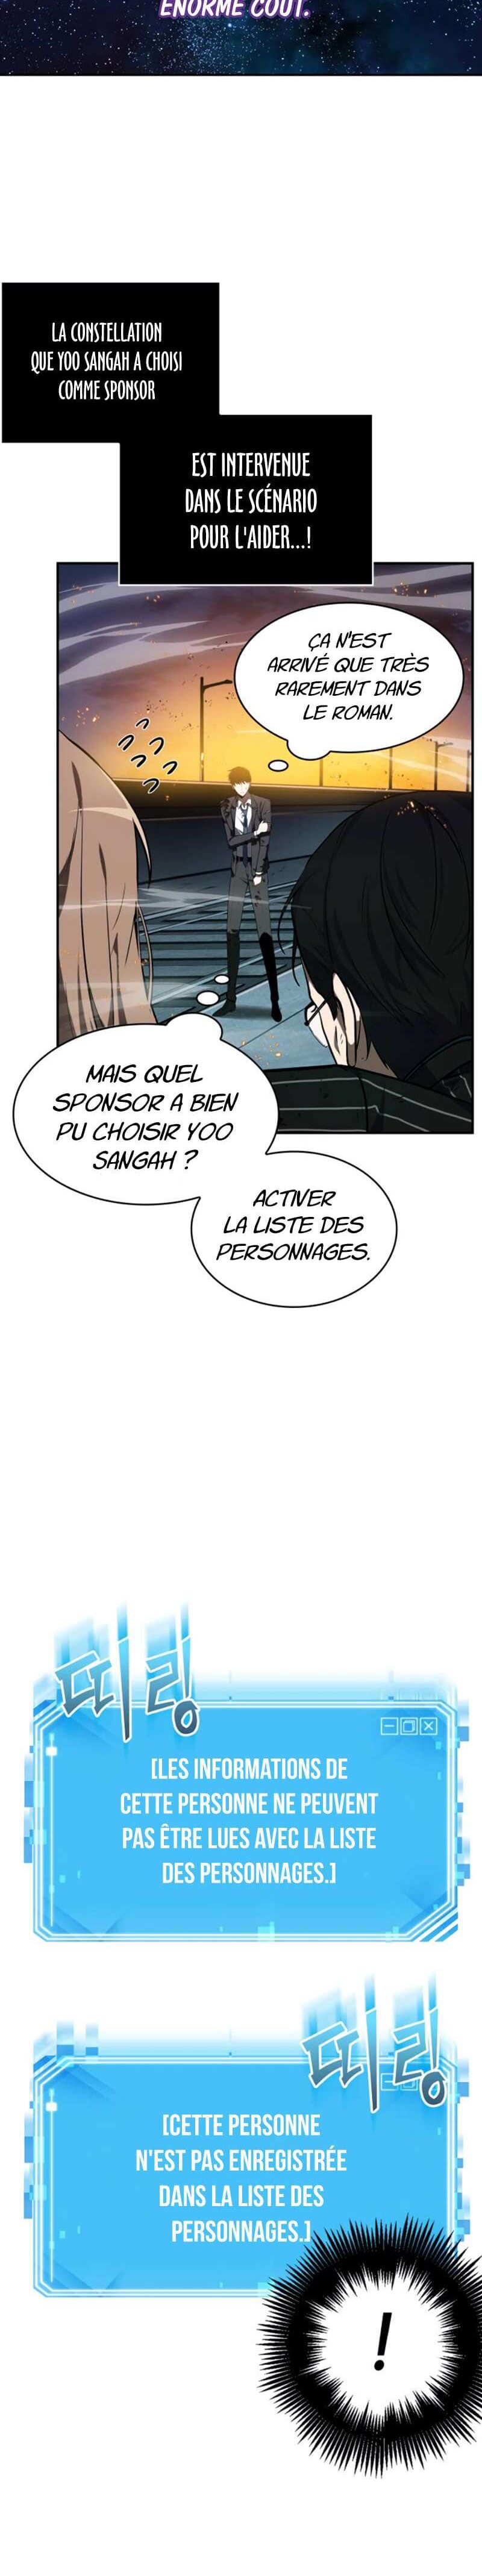 ÉNORME COÛT.
LA CONSTELLATION
QUE YOO SANGAH A CHOISI
COMME SPONSOR
EST INTERVENUE
DANS LE SCÉNARIO
POUR L'AIDER...!
ÇA N'EST
ARRIVÉ QUE TRÈS
RAREMENT DANS
LE ROMAN.
MAIS QUEL
SPONSOR A BIEN
PU CHOISIR YOO
SANGAH ?
ACTIVER
LA LISTE DES
PERSONNAGES.
띠링
[LES INFORMATIONS DE
CETTE PERSONNE NE PEUVENT
PAS ÊTRE LUES AVEC LA LISTE
DES PERSONNAGES.]
띠링
[CETTE PERSONNE
N'EST PAS ENREGISTRÉE
DANS LA LISTE DES
PERSONNAGES.]
!